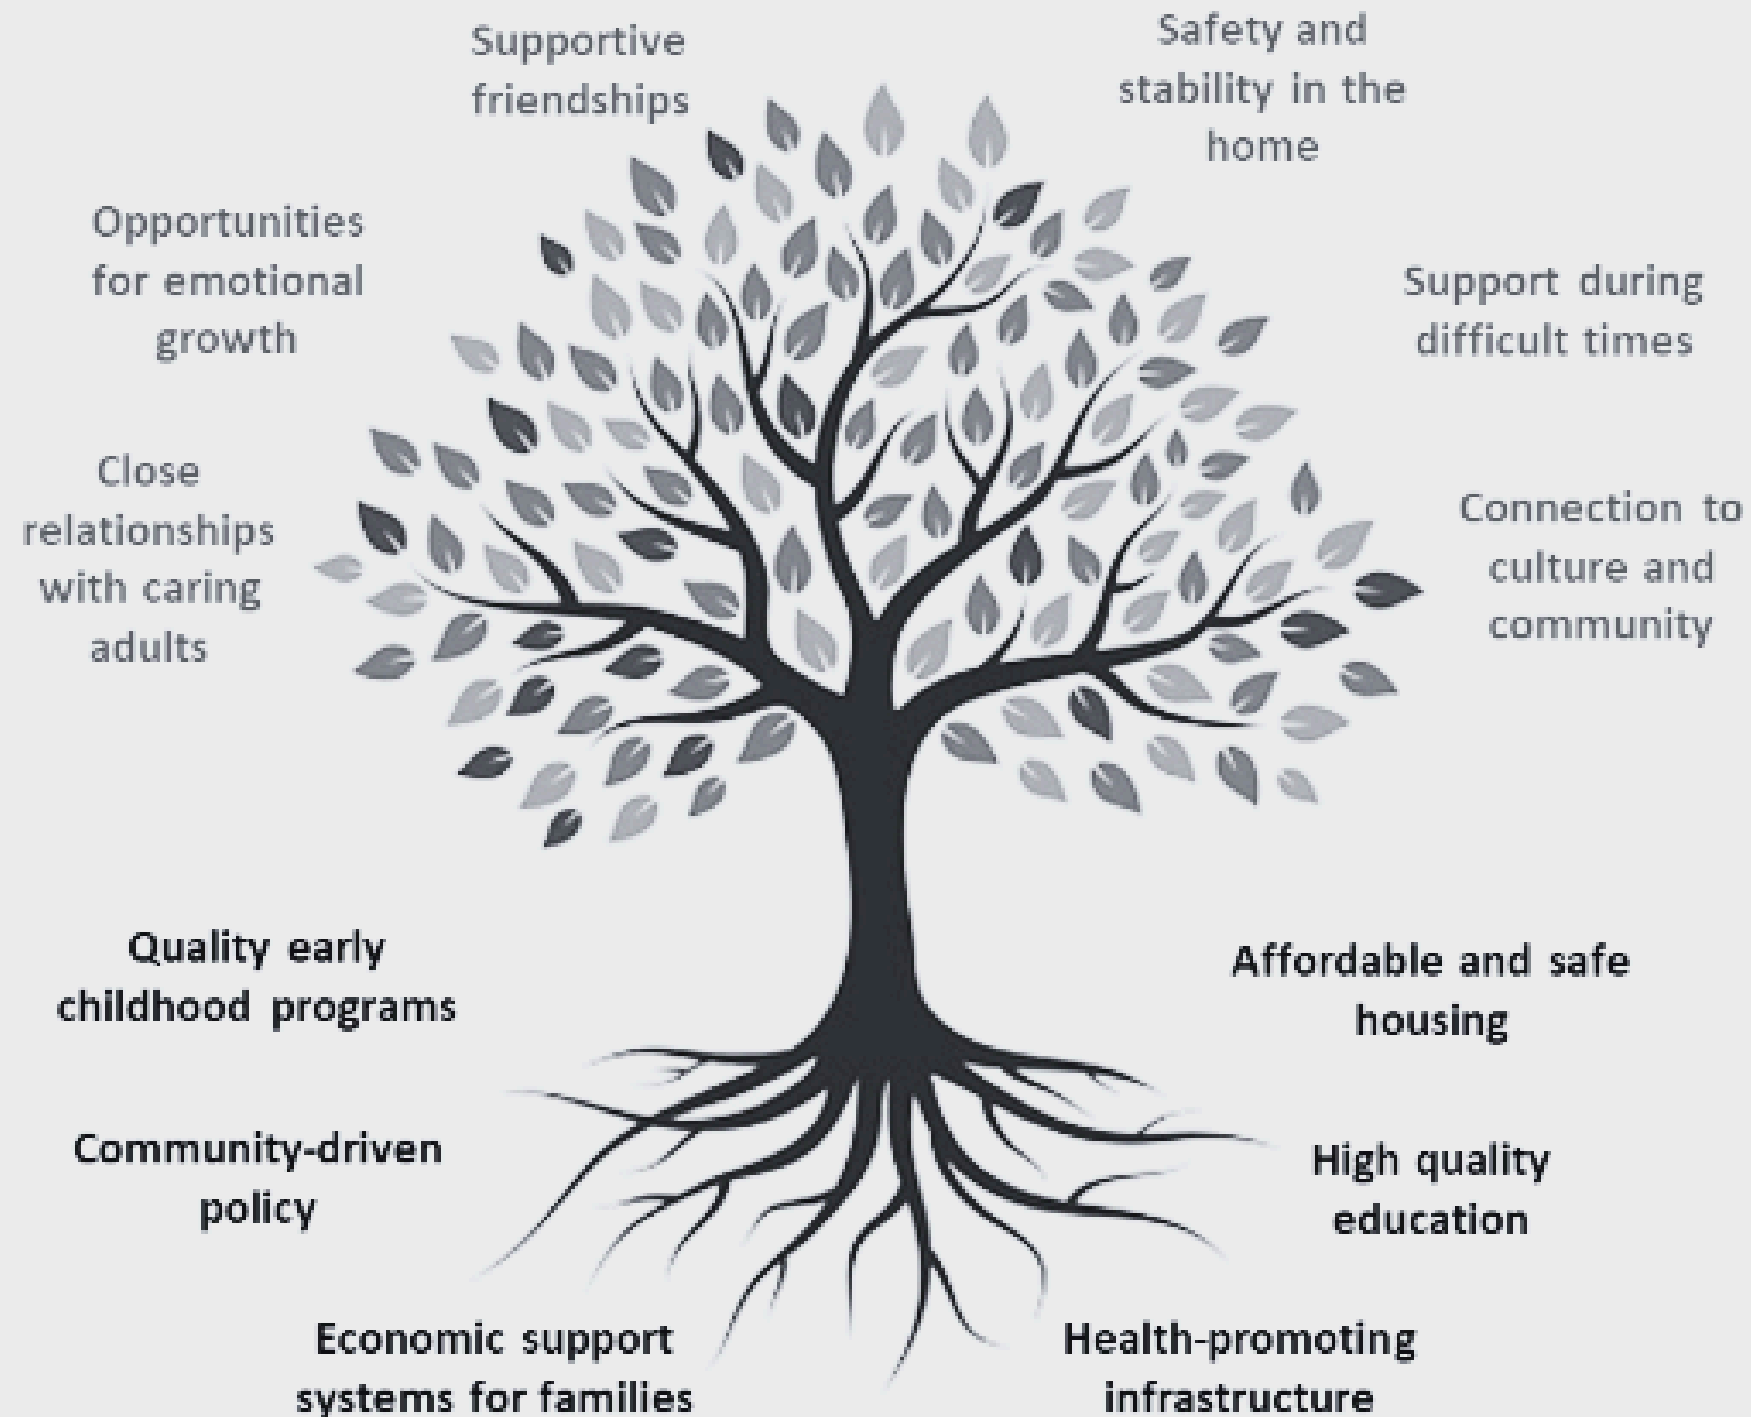 Supportive
friendships
Safety and
stability in the
home
Opportunities
for emotional
growth
Support during
difficult times
Close
relationships
with caring
adults
Connection to
culture and
community
Quality early
childhood programs
Affordable and safe
housing
Community-driven
policy
High quality
education
Economic support
systems for families
Health-promoting
infrastructure